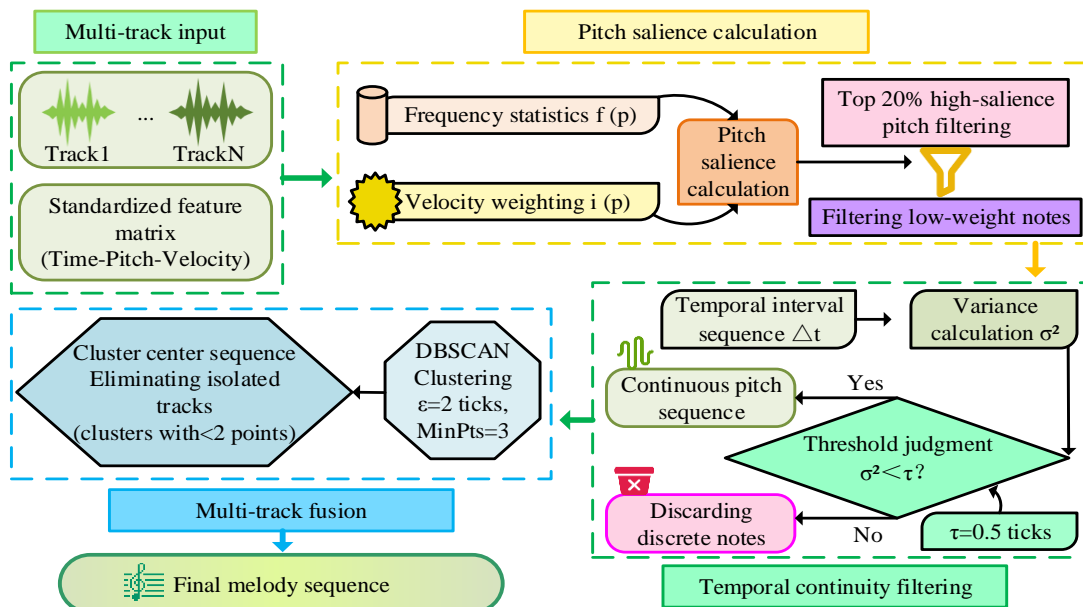 Multi-track input
Track1
...
TrackN
Standardized feature
matrix
(Time-Pitch-Velocity)
Pitch salience calculation
Frequency statistics f (p)
Velocity weighting i (p)
Pitch
salience
calculation
Top 20% high-salience
pitch filtering
Filtering low-weight notes
Temporal interval
sequence △t
Variance
calculation σ²
Continuous pitch
sequence
Yes
Threshold judgment
σ²＜τ?
No
Discarding
discrete notes
τ=0.5 ticks
Temporal continuity filtering
DBSCAN
Clustering
ε=2 ticks,
MinPts=3
Cluster center sequence
Eliminating isolated
tracks
(clusters with<2 points)
Multi-track fusion
Final melody sequence